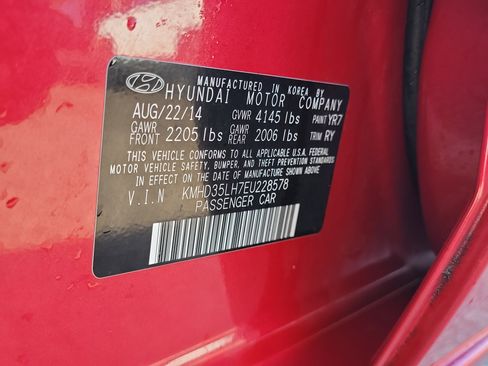 MANUFACTURED IN KOREA BY
HYUNDAI MOTOR COMPANY
AUG/22/14 GVWR 4145 lbs PAINT YR7
GAWR FRONT 2205 lbs GAWR REAR 2006 lbs TRIM RY
THIS VEHICLE CONFORMS TO ALL APPLICABLE U.S. FEDERAL
MOTOR VEHICLE SAFETY, BUMPER, AND THEFT PREVENTION STANDARDS
IN EFFECT ON THE DATE OF MANUFACTURE SHOWN ABOVE.
V.I.N KMHD35LH7EU228578
PASSENGER CAR